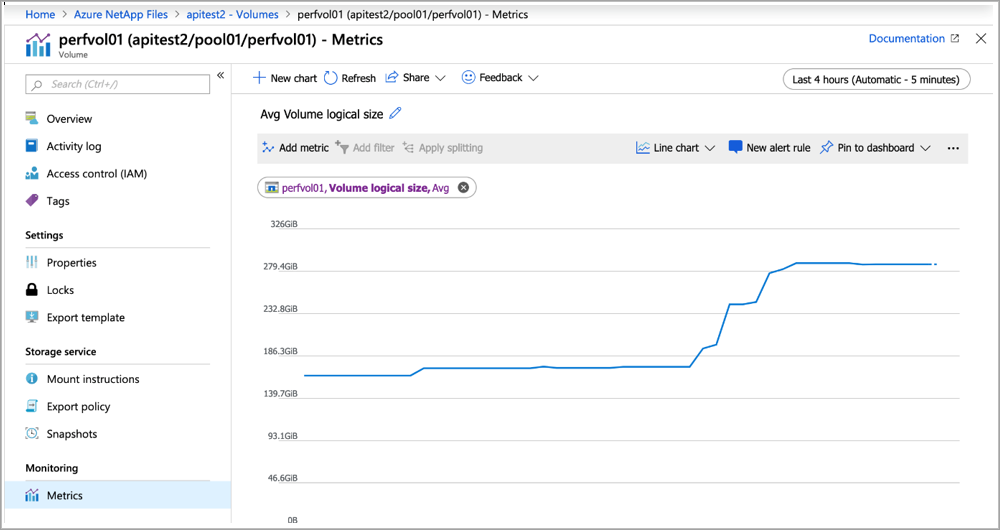 Home > Azure NetApp Files > apitest2 - Volumes > perfvol01 (apitest2/pool01/perfvol01) - Metrics
perfvol01 (apitest2/pool01/perfvol01) - Metrics
Volume
Documentation
Search (Ctrl+/)
«
Overview
Activity log
Access control (IAM)
Tags
Settings
Properties
Locks
Export template
Storage service
Mount instructions
Export policy
Snapshots
Monitoring
Metrics
New chart Refresh Share Feedback
Last 4 hours (Automatic - 5 minutes)
Avg Volume logical size
Add metric Add filter Apply splitting Line chart New alert rule Pin to dashboard ...
perfvol01, Volume logical size, Avg
326GiB
279.4GiB
232.8GiB
186.3GiB
139.7GiB
93.1GiB
46.6GiB
0B